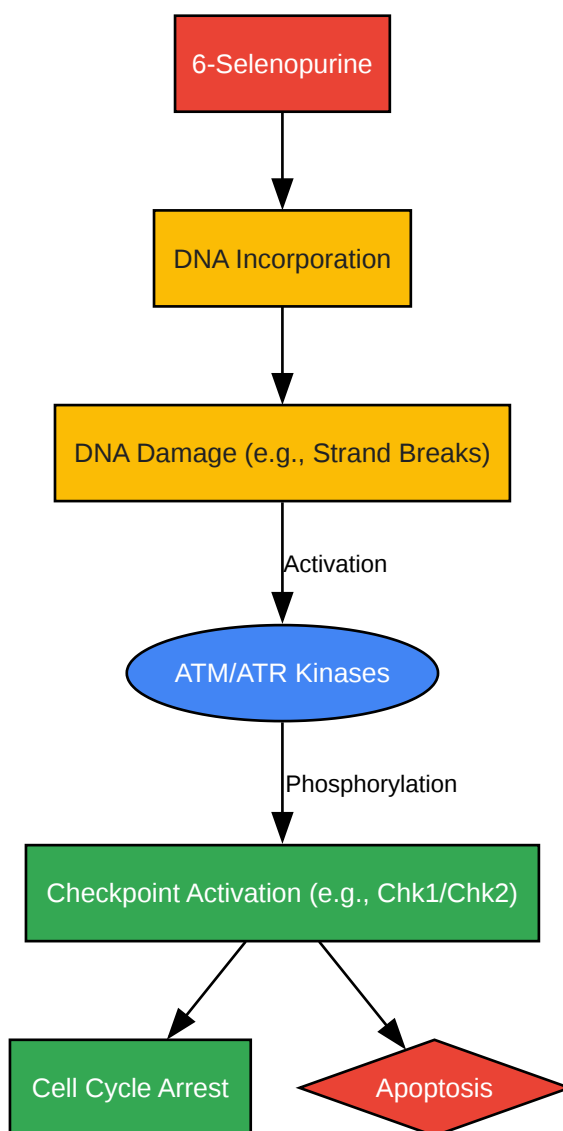 6-Selenopurine
DNA Incorporation
DNA Damage (e.g., Strand Breaks)
Activation
ATM/ATR Kinases
Phosphorylation
Checkpoint Activation (e.g., Chk1/Chk2)
Cell Cycle Arrest
Apoptosis